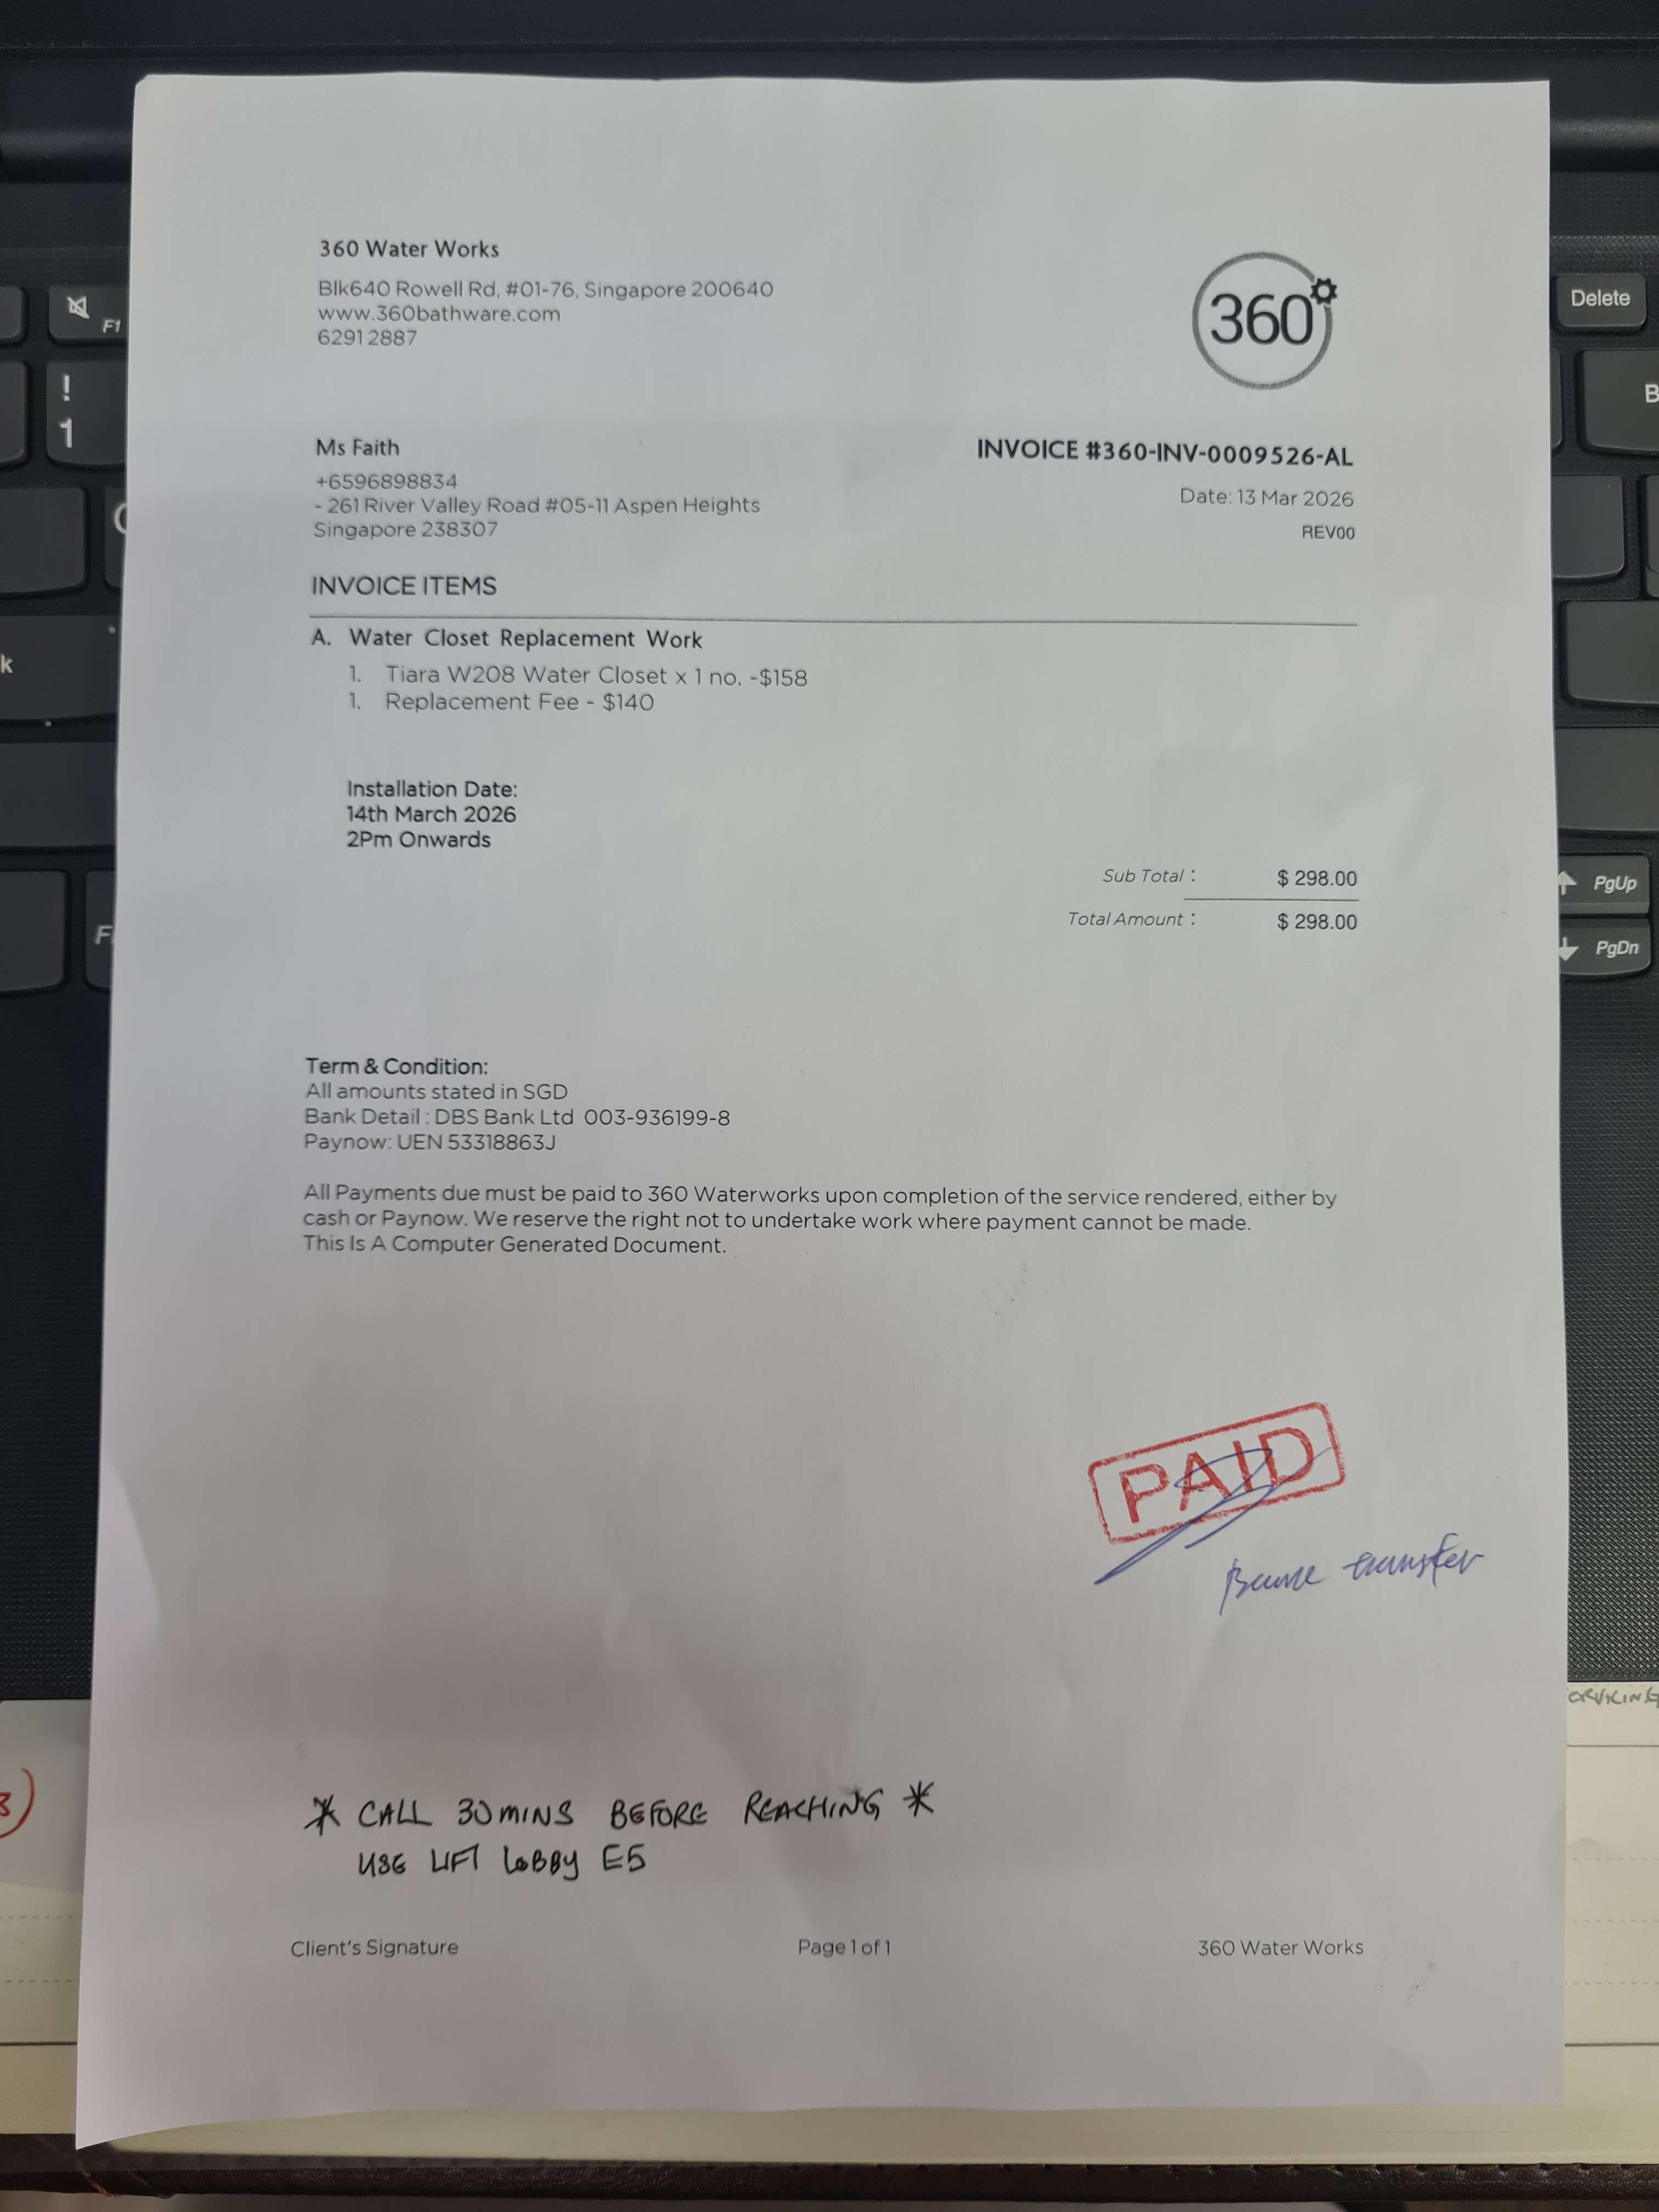 360 Water Works
Blk640 Rowell Rd, #01-76, Singapore 200640
www.360bathware.com
6291 2887
360
Ms Faith
+6596898834
- 261 River Valley Road #05-11 Aspen Heights
Singapore 238307
INVOICE #360-INV-0009526-AL
Date: 13 Mar 2026
REV00
INVOICE ITEMS
A. Water Closet Replacement Work
1. Tiara W208 Water Closet x 1 no. -$158
1. Replacement Fee - $140
Installation Date:
14th March 2026
2Pm Onwards
Sub Total : $ 298.00
Total Amount : $ 298.00
Term & Condition:
All amounts stated in SGD
Bank Detail : DBS Bank Ltd 003-936199-8
Paynow: UEN 53318863J
All Payments due must be paid to 360 Waterworks upon completion of the service rendered, either by
cash or Paynow. We reserve the right not to undertake work where payment cannot be made.
This Is A Computer Generated Document.
PAID
transfer
* CALL 30 MINS BEFORE REACHING *
USE LIFT LOBBY E5
Client's Signature
Page 1 of 1
360 Water Works
F1
!
1
k
Delete
B
PgUp
PgDn